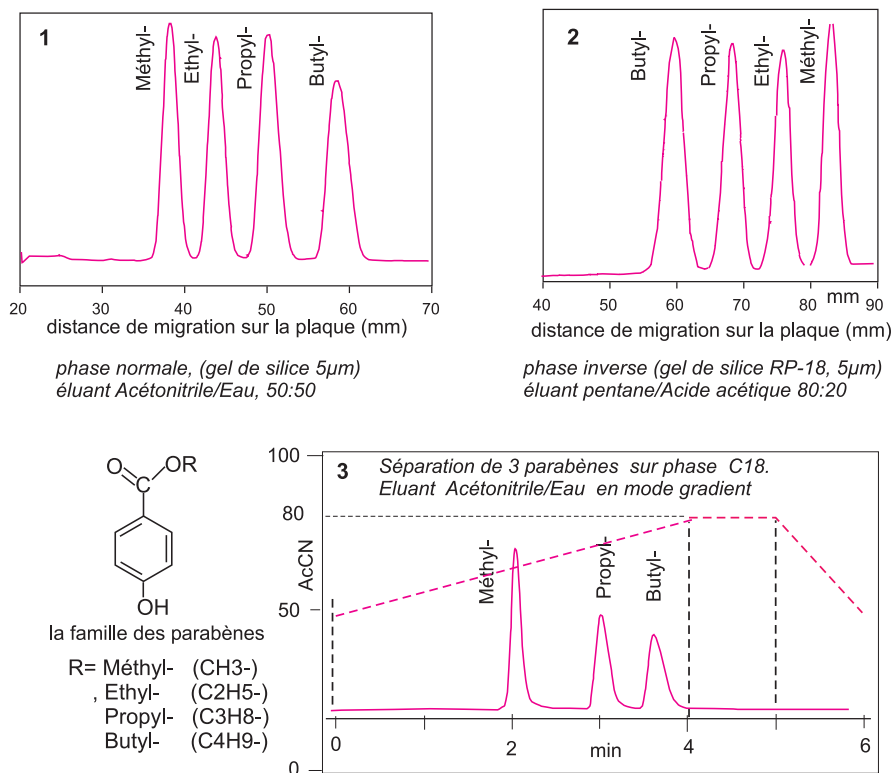 1
Méthyl-
Ethyl-
Propyl-
Butyl-
20 30 40 50 60 70
distance de migration sur la plaque (mm)
phase normale, (gel de silice 5µm)
éluant Acétonitrile/Eau, 50:50
2
Butyl-
Propyl-
Ethyl-
Méthyl-
mm
40 50 60 70 80 90
distance de migration sur la plaque (mm)
phase inverse (gel de silice RP-18, 5µm)
éluant pentane/Acide acétique 80:20
O
OR
C
OH
la famille des parabènes
R= Méthyl- (CH3-)
, Ethyl- (C2H5-)
Propyl- (C3H8-)
Butyl- (C4H9-)
100
80
50
0
AcCN
3 Séparation de 3 parabènes sur phase C18.
Eluant Acétonitrile/Eau en mode gradient
Méthyl-
Propyl-
Butyl-
0 2 4 6
min